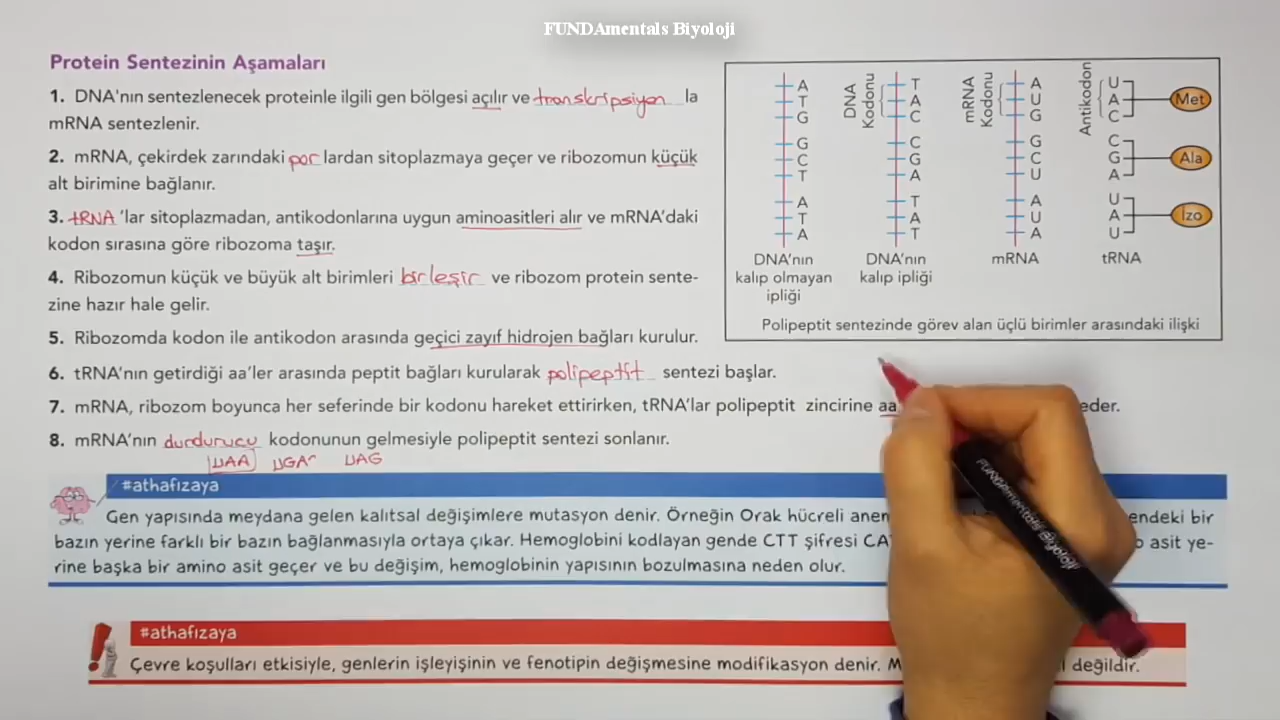 FUNDAmentals Biyoloji
Protein Sentezinin Aşamaları
1. DNA'nın sentezlenecek proteinle ilgili gen bölgesi açılır ve transkripsiyon la
mRNA sentezlenir.
2. mRNA, çekirdek zarındaki por lardan sitoplazmaya geçer ve ribozomun küçük
alt birimine bağlanır.
3. tRNA 'lar sitoplazmadan, antikodonlarına uygun aminoasitleri alır ve mRNA'daki
kodon sırasına göre ribozoma taşır.
4. Ribozomun küçük ve büyük alt birimleri birleşir ve ribozom protein sente-
zine hazır hale gelir.
5. Ribozomda kodon ile antikodon arasında geçici zayıf hidrojen bağları kurulur.
6. tRNA'nın getirdiği aa'ler arasında peptit bağları kurularak polipeptit sentezi başlar.
7. mRNA, ribozom boyunca her seferinde bir kodonu hareket ettirirken, tRNA'lar polipeptit zincirine aa eder.
8. mRNA'nın durdurucu kodonunun gelmesiyle polipeptit sentezi sonlanır.
UAA UGA UAG
A T G G C T A T A
DNA'nın
kalıp olmayan
ipliği
DNA
Kodonu
T A C C G A T A T
DNA'nın
kalıp ipliği
mRNA
Kodonu
A U G G C U A U A
mRNA
Antikodon
U A C Met
C G A Ala
U A U İzo
tRNA
Polipeptit sentezinde görev alan üçlü birimler arasındaki ilişki
#athafızaya
Gen yapısında meydana gelen kalıtsal değişimlere mutasyon denir. Örneğin Orak hücreli endeki bir
bazın yerine farklı bir bazın bağlanmasıyla ortaya çıkar. Hemoglobini kodlayan gende CTT şifresi asit ye-
rine başka bir amino asit geçer ve bu değişim, hemoglobinin yapısının bozulmasına neden olur.
#athafızaya
Çevre koşulları etkisiyle, genlerin işleyişinin ve fenotipin değişmesine modifikasyon denir. değildir.
FUNDAmentals Biyoloji